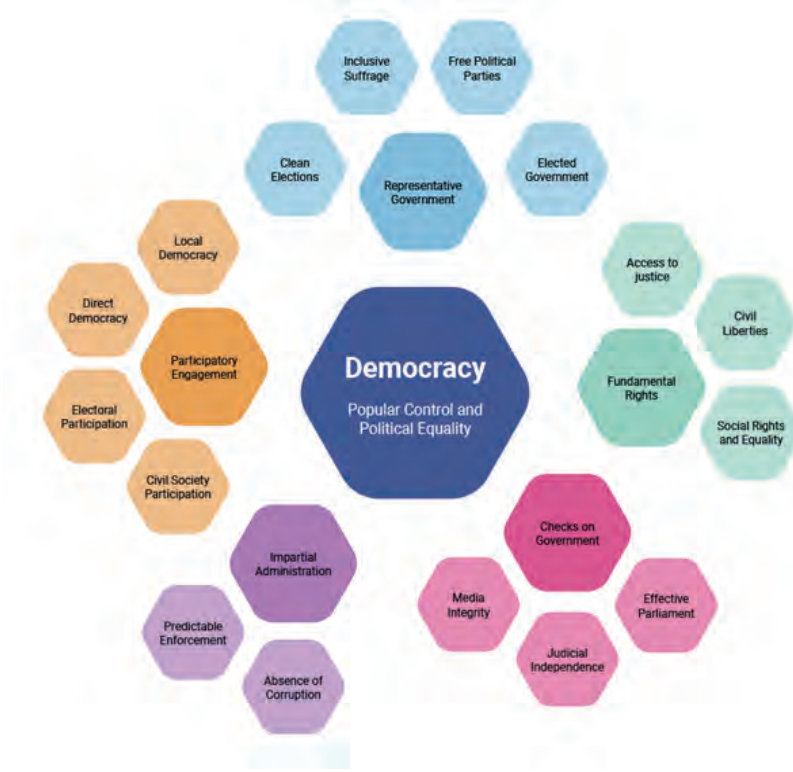 Inclusive
Suffrage
Free Political
Parties
Clean
Elections
Representative
Government
Elected
Government
Local
Democracy
Direct
Democracy
Participatory
Engagement
Electoral
Participation
Civil Society
Participation
Access to
justice
Civil
Liberties
Fundamental
Rights
Social Rights
and Equality
Democracy
Popular Control and
Political Equality
Impartial
Administration
Predictable
Enforcement
Absence of
Corruption
Checks on
Government
Media
Integrity
Effective
Parliament
Judicial
Independence